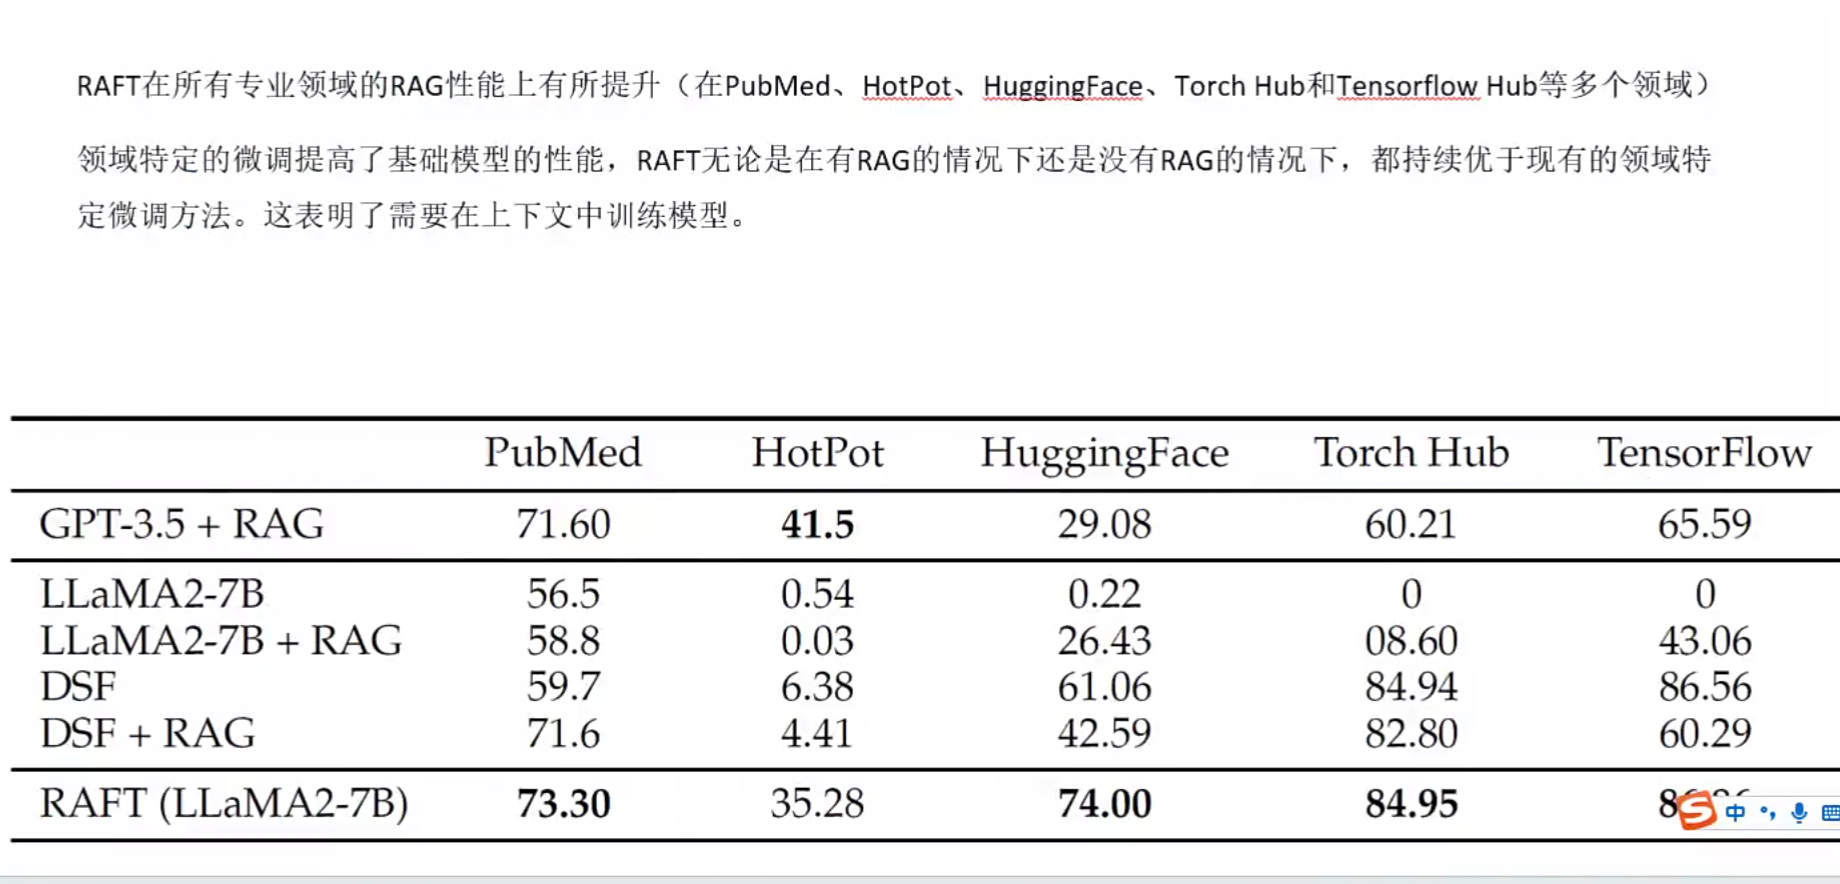 RAFT在所有专业领域的RAG性能上有所提升（在PubMed、HotPot、HuggingFace、Torch Hub和Tensorflow Hub等多个领域）
领域特定的微调提高了基础模型的性能，RAFT无论是在有RAG的情况下还是没有RAG的情况下，都持续优于现有的领域特
定微调方法。这表明了需要在上下文中训练模型。
PubMed HotPot HuggingFace Torch Hub TensorFlow
GPT-3.5 + RAG 71.60 41.5 29.08 60.21 65.59
LLaMA2-7B 56.5 0.54 0.22 0 0
LLaMA2-7B + RAG 58.8 0.03 26.43 08.60 43.06
DSF 59.7 6.38 61.06 84.94 86.56
DSF + RAG 71.6 4.41 42.59 82.80 60.29
RAFT (LLaMA2-7B) 73.30 35.28 74.00 84.95
中